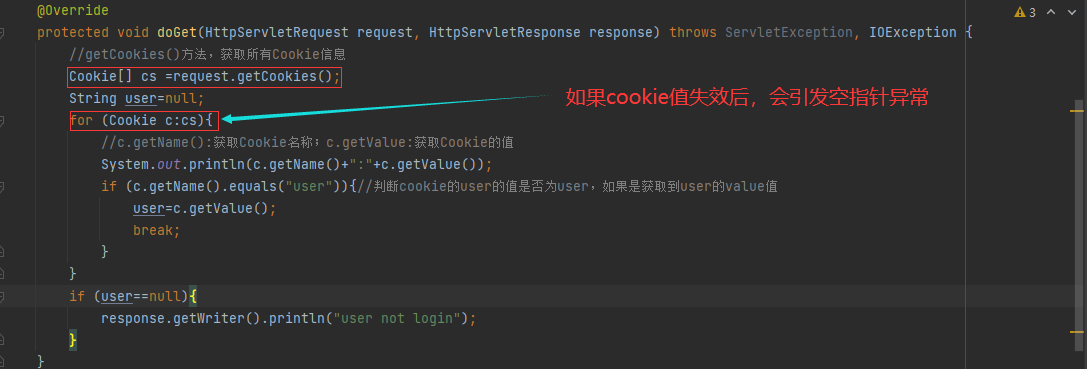 @Override
3
protected void doGet(HttpServletRequest request, HttpServletResponse response) throws ServletException, IOException {
//getCookies()方法，获取所有Cookie信息
Cookie[] cs =request.getCookies();
String user=null;
如果cookie值失效后，会引发空指针异常
for (Cookie c:cs){
//c.getName():获取Cookie名称；c.getValue:获取Cookie的值
System.out.println(c.getName()+":"+c.getValue());
if (c.getName().equals("user")){//判断cookie的user的值是否为user，如果是获取到user的value值
user=c.getValue();
break;
}
}
if (user==null){
response.getWriter().println("user not login");
}
}